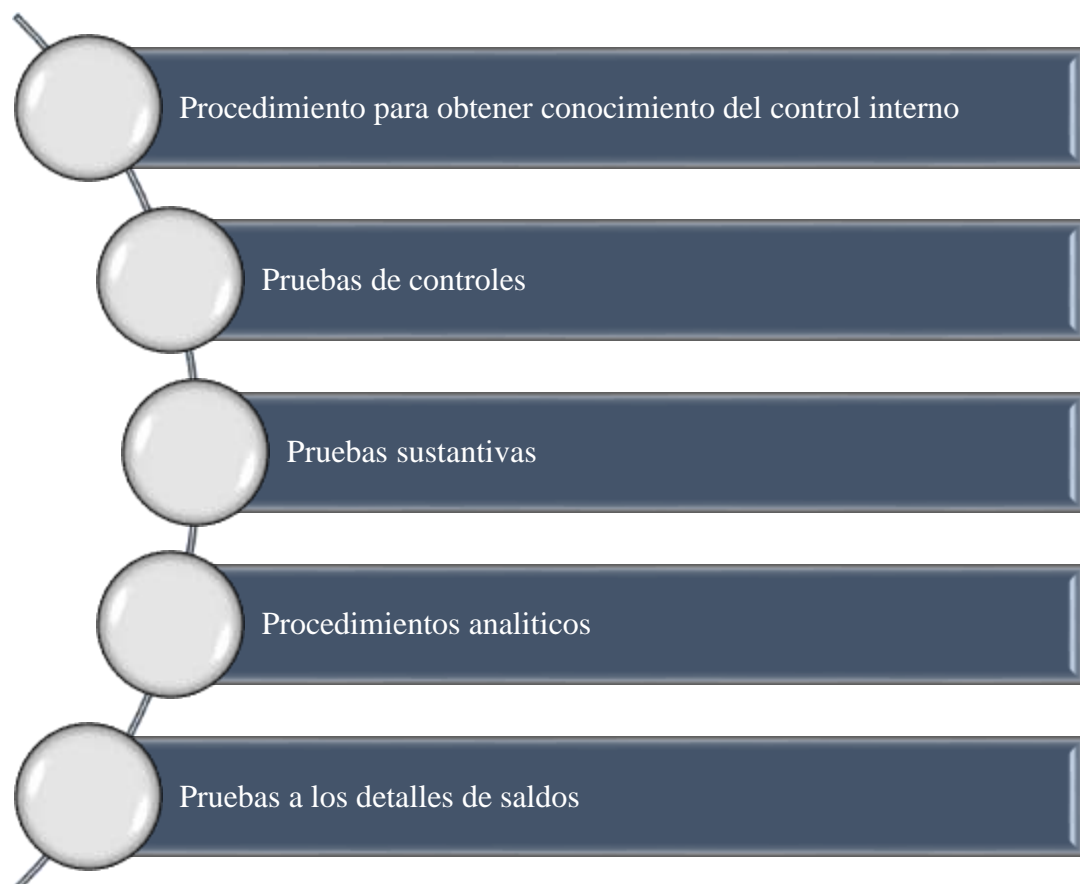 Procedimiento para obtener conocimiento del control interno
Pruebas de controles
Pruebas sustantivas
Procedimientos analiticos
Pruebas a los detalles de saldos